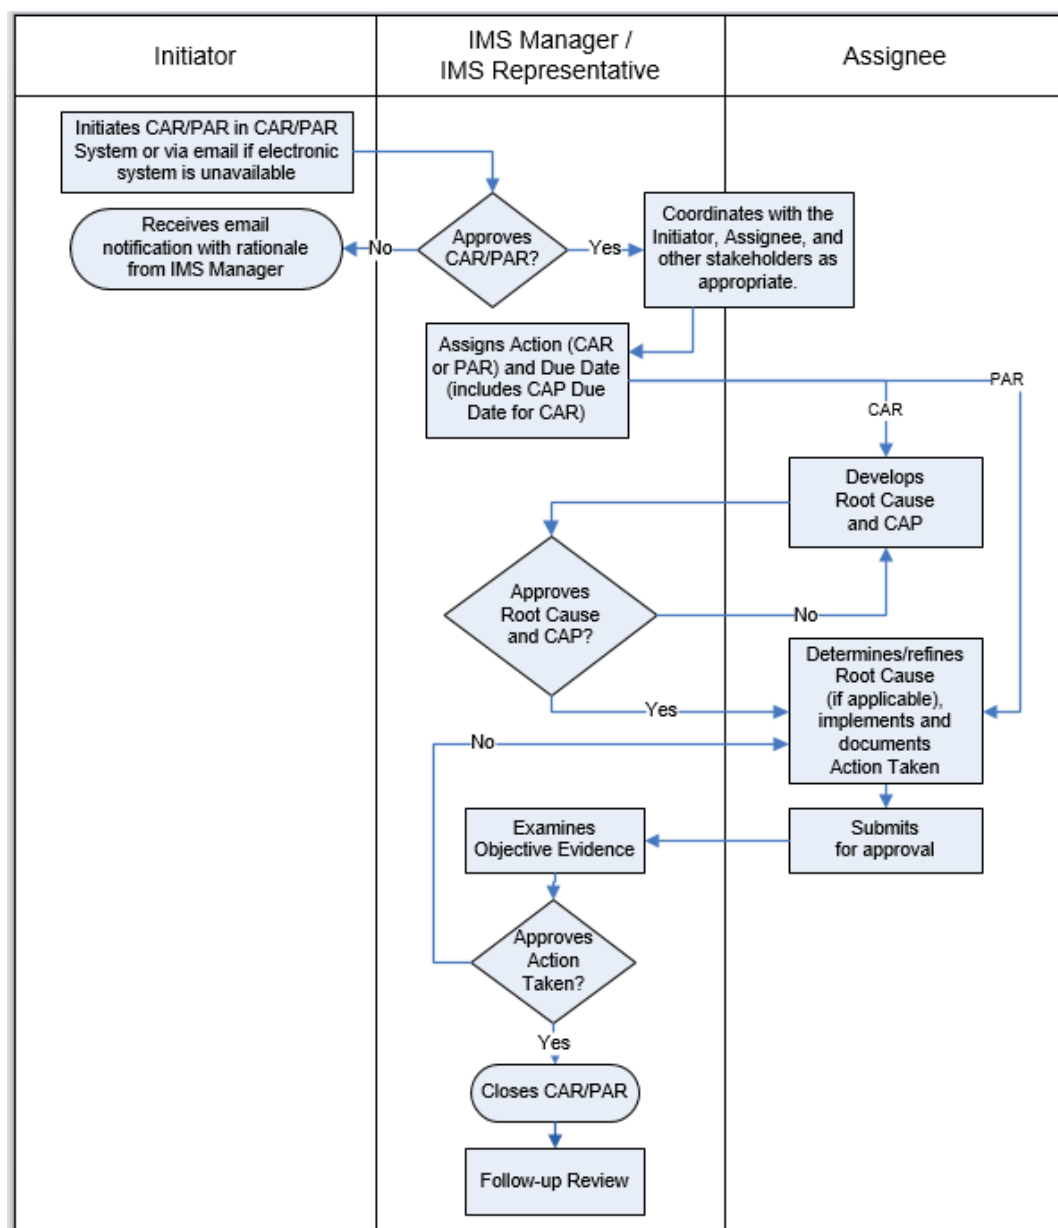 Initiator
IMS Manager /
IMS Representative
Assignee
Initiates CAR/PAR in CAR/PAR
System or via email if electronic
system is unavailable
Receives email
notification with rationale
from IMS Manager
No
Approves
CAR/PAR?
Yes
Coordinates with the
Initiator, Assignee, and
other stakeholders as
appropriate.
Assigns Action (CAR
or PAR) and Due Date
(includes CAP Due
Date for CAR)
PAR
CAR
Develops
Root Cause
and CAP
Approves
Root Cause
and CAP?
No
Yes
Determines/refines
Root Cause
(if applicable),
implements and
documents
Action Taken
No
Examines
Objective Evidence
Submits
for approval
Approves
Action
Taken?
Yes
Closes CAR/PAR
Follow-up Review